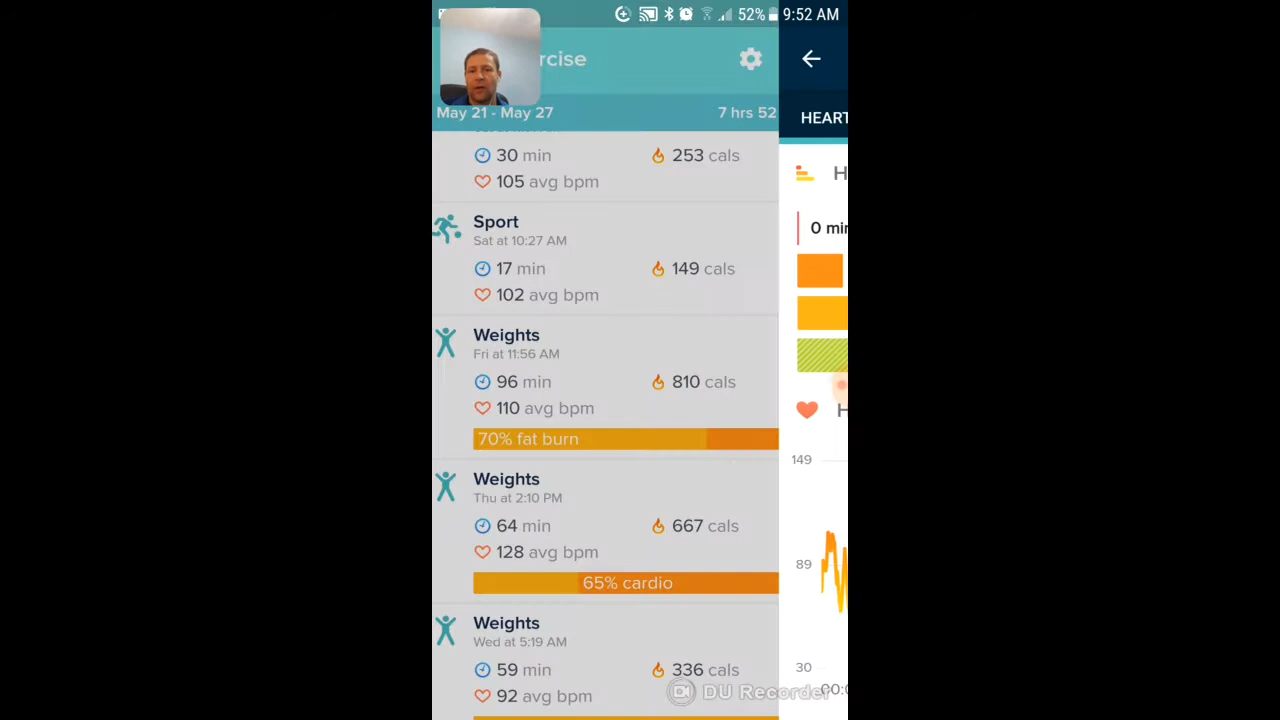 52% 9:52 AM
rcise
May 21 - May 27 7 hrs 52
HEART
30 min 253 cals
105 avg bpm
H
Sport
Sat at 10:27 AM
0 min
17 min 149 cals
102 avg bpm
Weights
Fri at 11:56 AM
96 min 810 cals
110 avg bpm
H
70% fat burn
149
Weights
Thu at 2:10 PM
64 min 667 cals
128 avg bpm
89
65% cardio
Weights
Wed at 5:19 AM
59 min 336 cals
30
92 avg bpm
DU Recorder
00:0